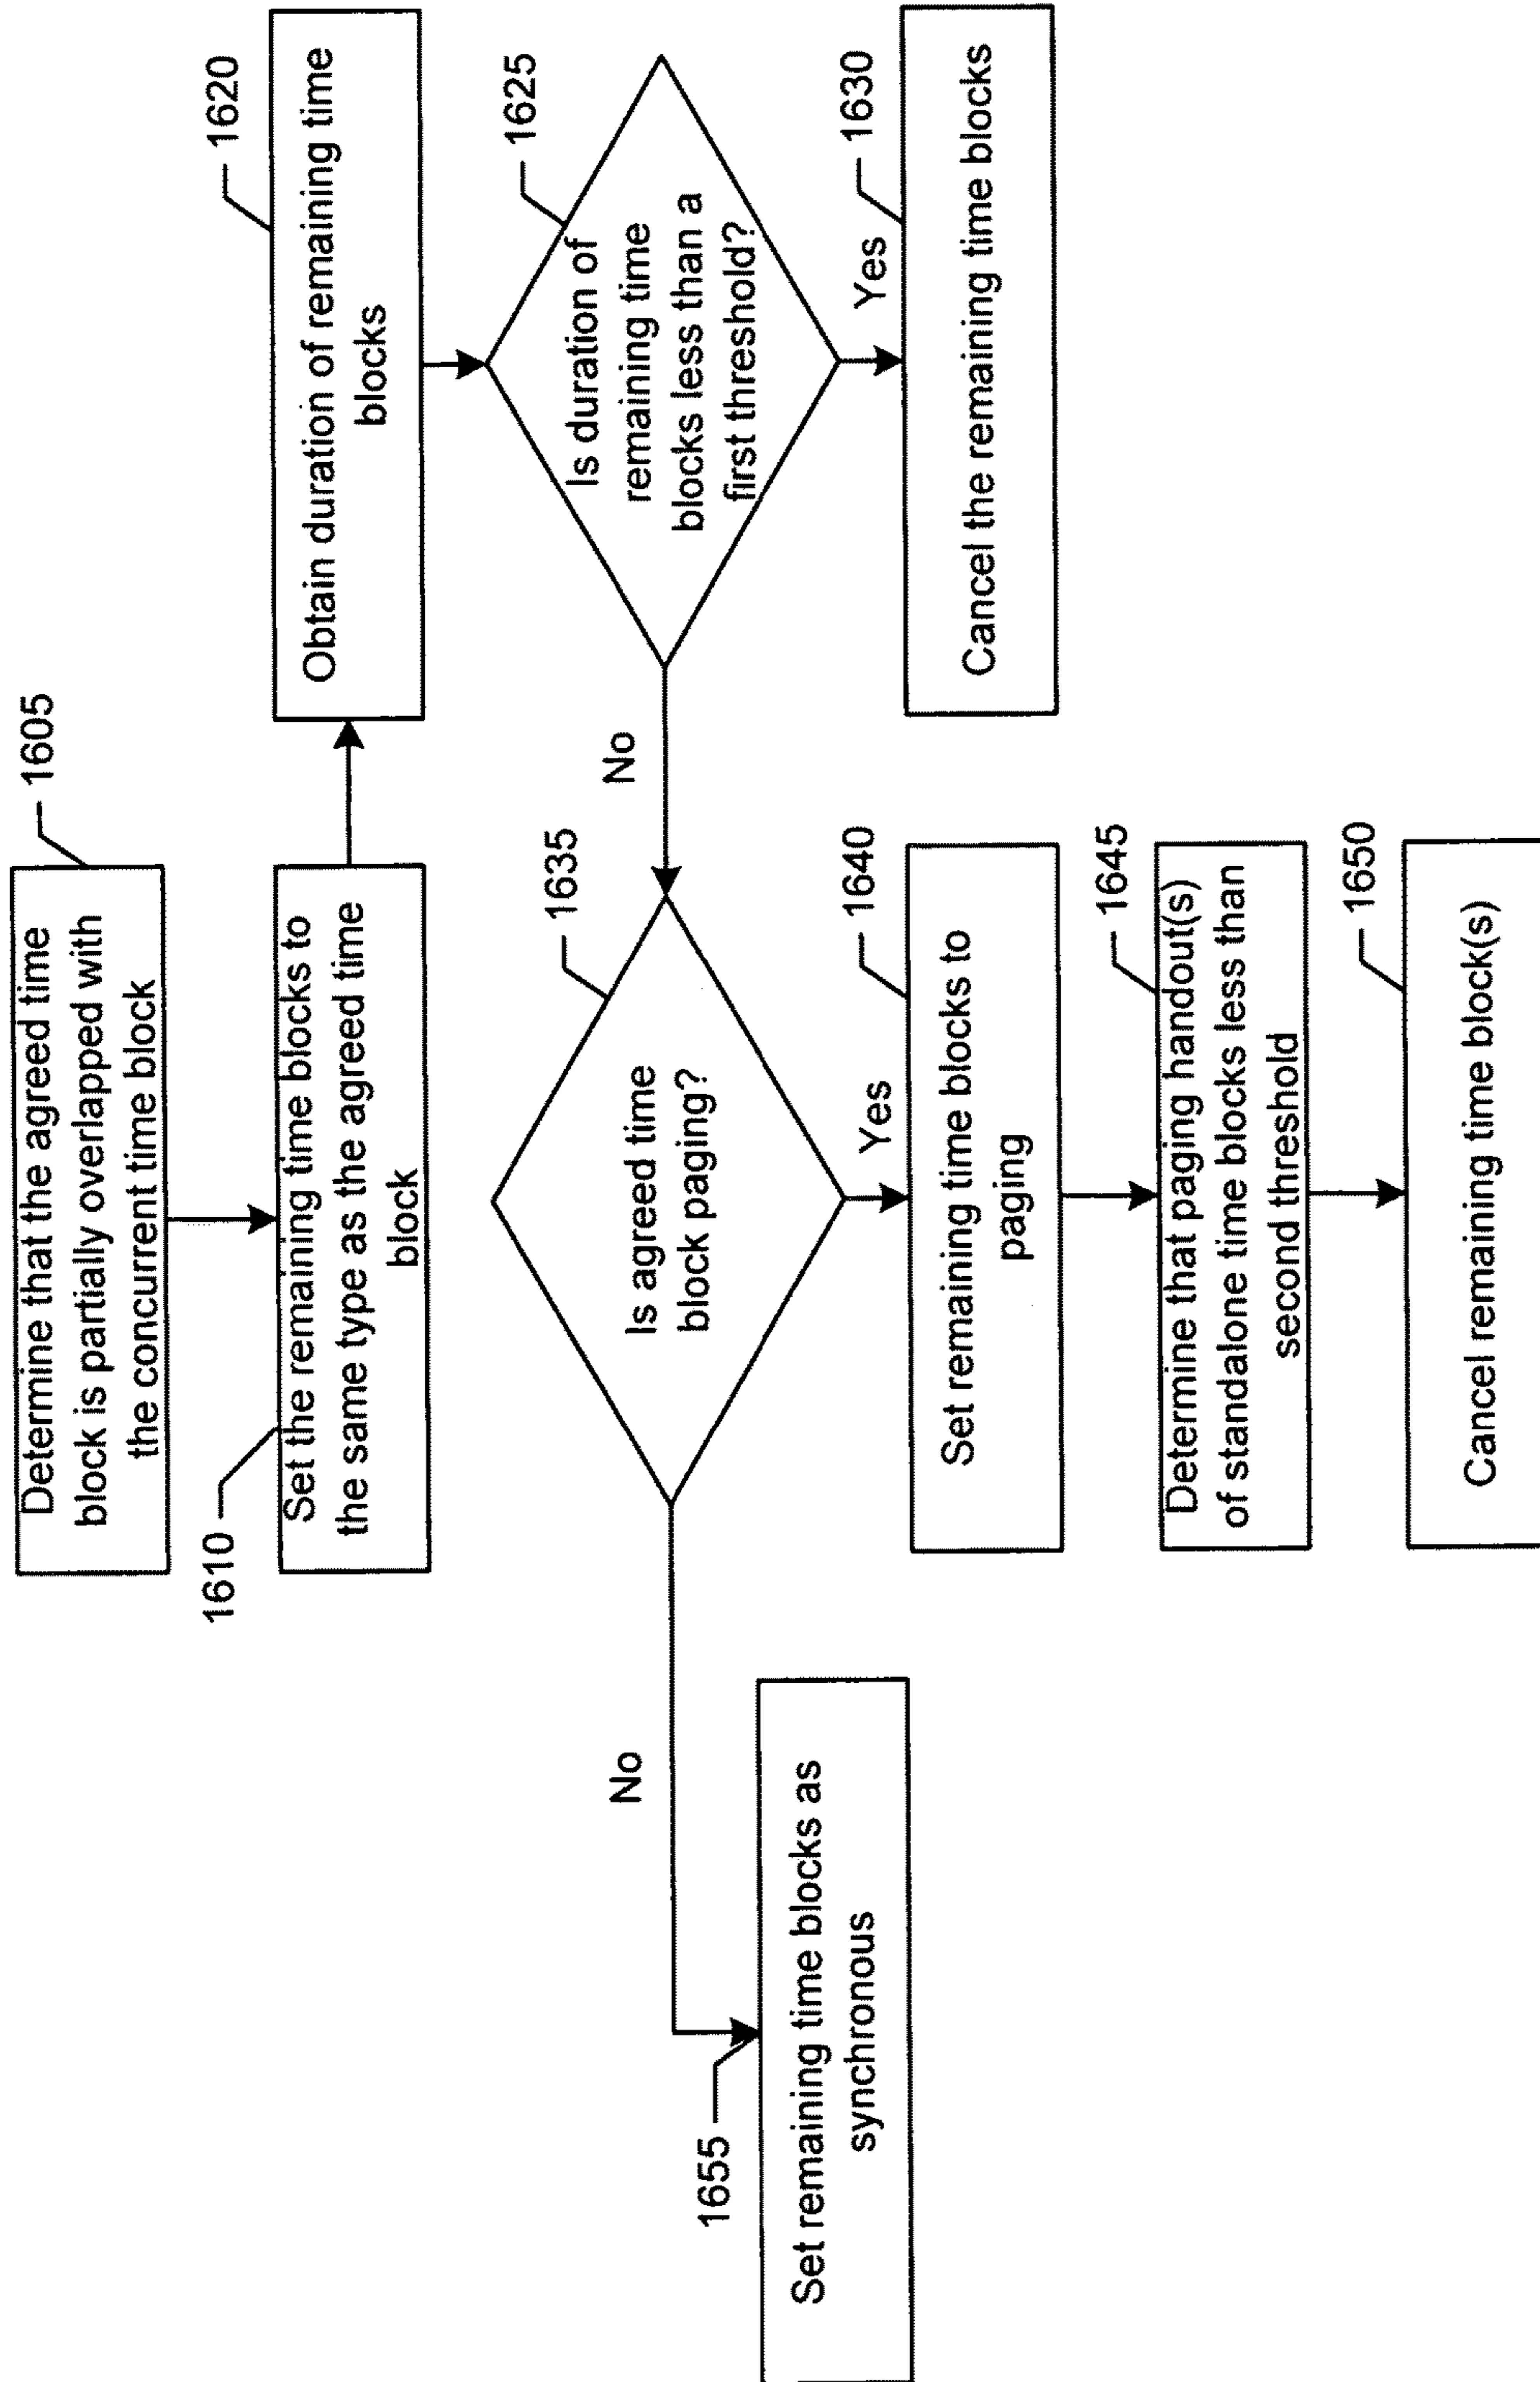 1605
Determine that the agreed time
block is partially overlapped with
the concurrent time block
1610
Set the remaining time blocks to
the same type as the agreed time
block
1620
Obtain duration of remaining time
blocks
1625
Is duration of
remaining time
blocks less than a
first threshold?
Yes
1630
Cancel the remaining time blocks
No
1635
Is agreed time
block paging?
Yes
1640
Set remaining time blocks to
paging
1645
Determine that paging handout(s)
of standalone time blocks less than
second threshold
1650
Cancel remaining time block(s)
No
1655
Set remaining time blocks as
synchronous